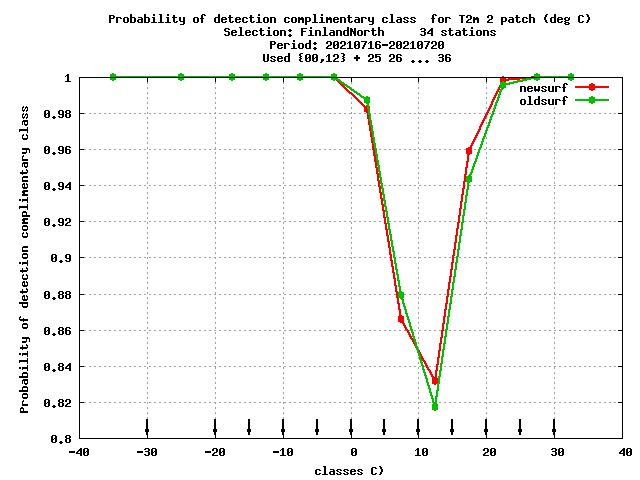 Probability of detection complimentary class  for T2m 2 patch (deg C)
Selection: FinlandNorth     34 stations
Period: 20210716-20210720
Used {00,12} + 25 26 ... 36
newsurf
oldsurf
1
0.98
0.96
0.94
0.92
0.9
0.88
0.86
0.84
0.82
0.8
Probability of detection complimentary class
-40 -30 -20 -10 0 10 20 30 40
classes C)